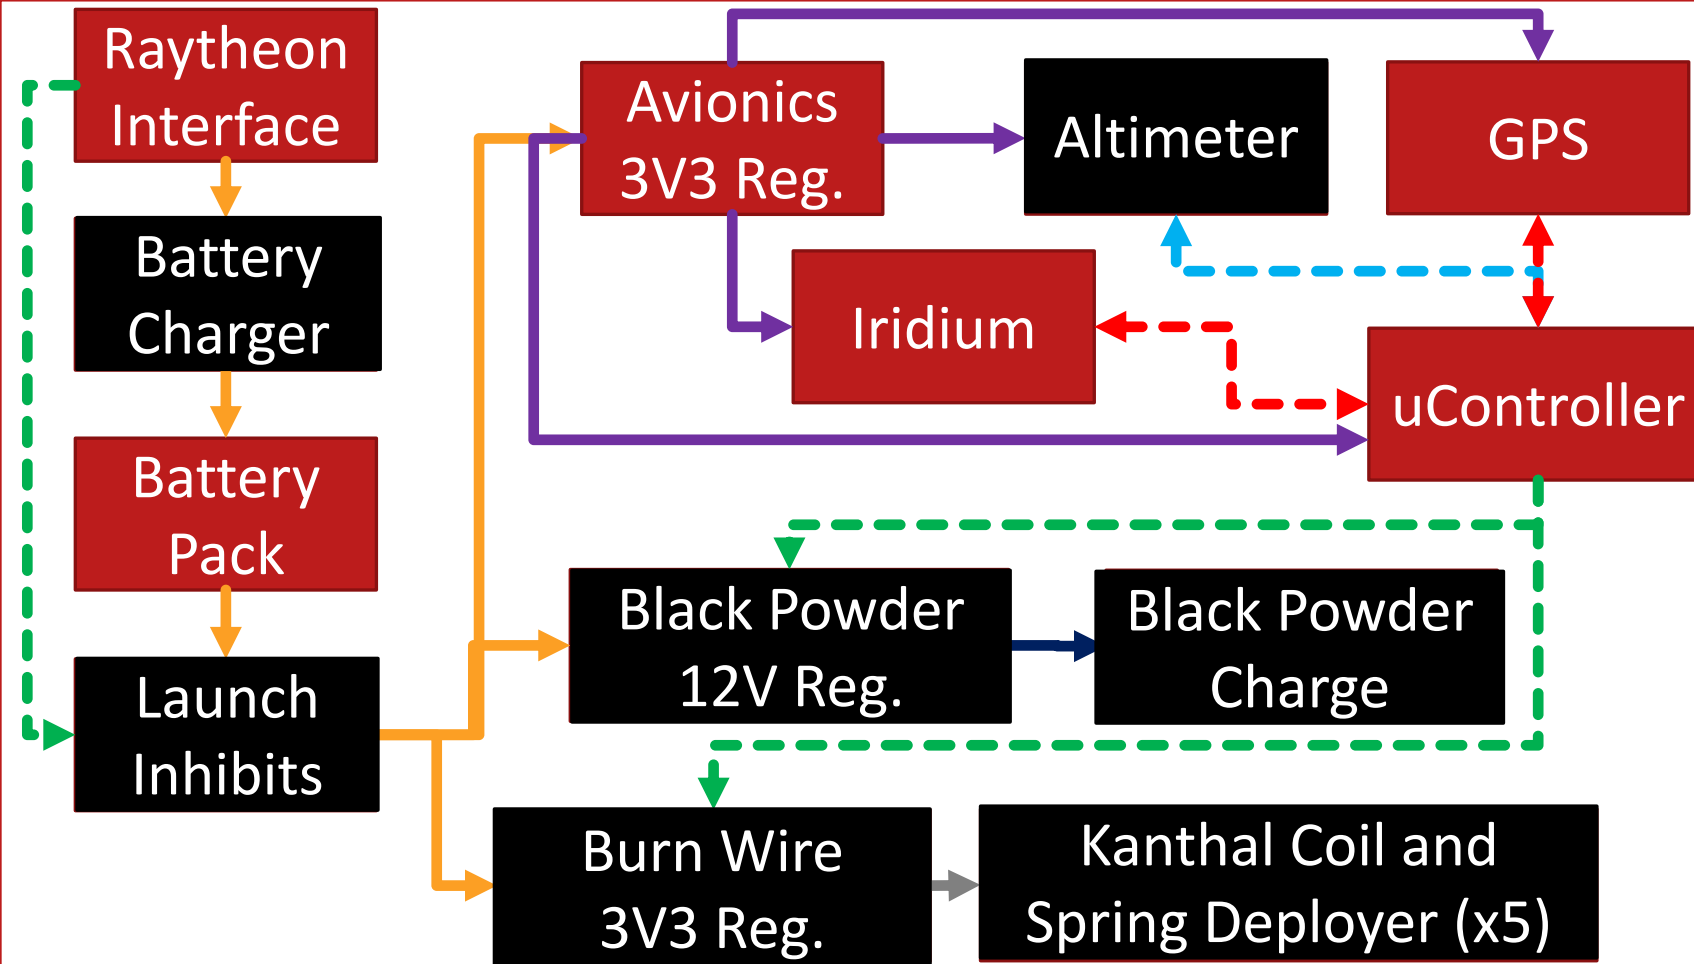 Raytheon
Interface
Battery
Charger
Battery
Pack
Launch
Inhibits
Avionics
3V3 Reg.
Altimeter
GPS
Iridium
uController
Black Powder
12V Reg.
Black Powder
Charge
Burn Wire
3V3 Reg.
Kanthal Coil and
Spring Deployer (x5)